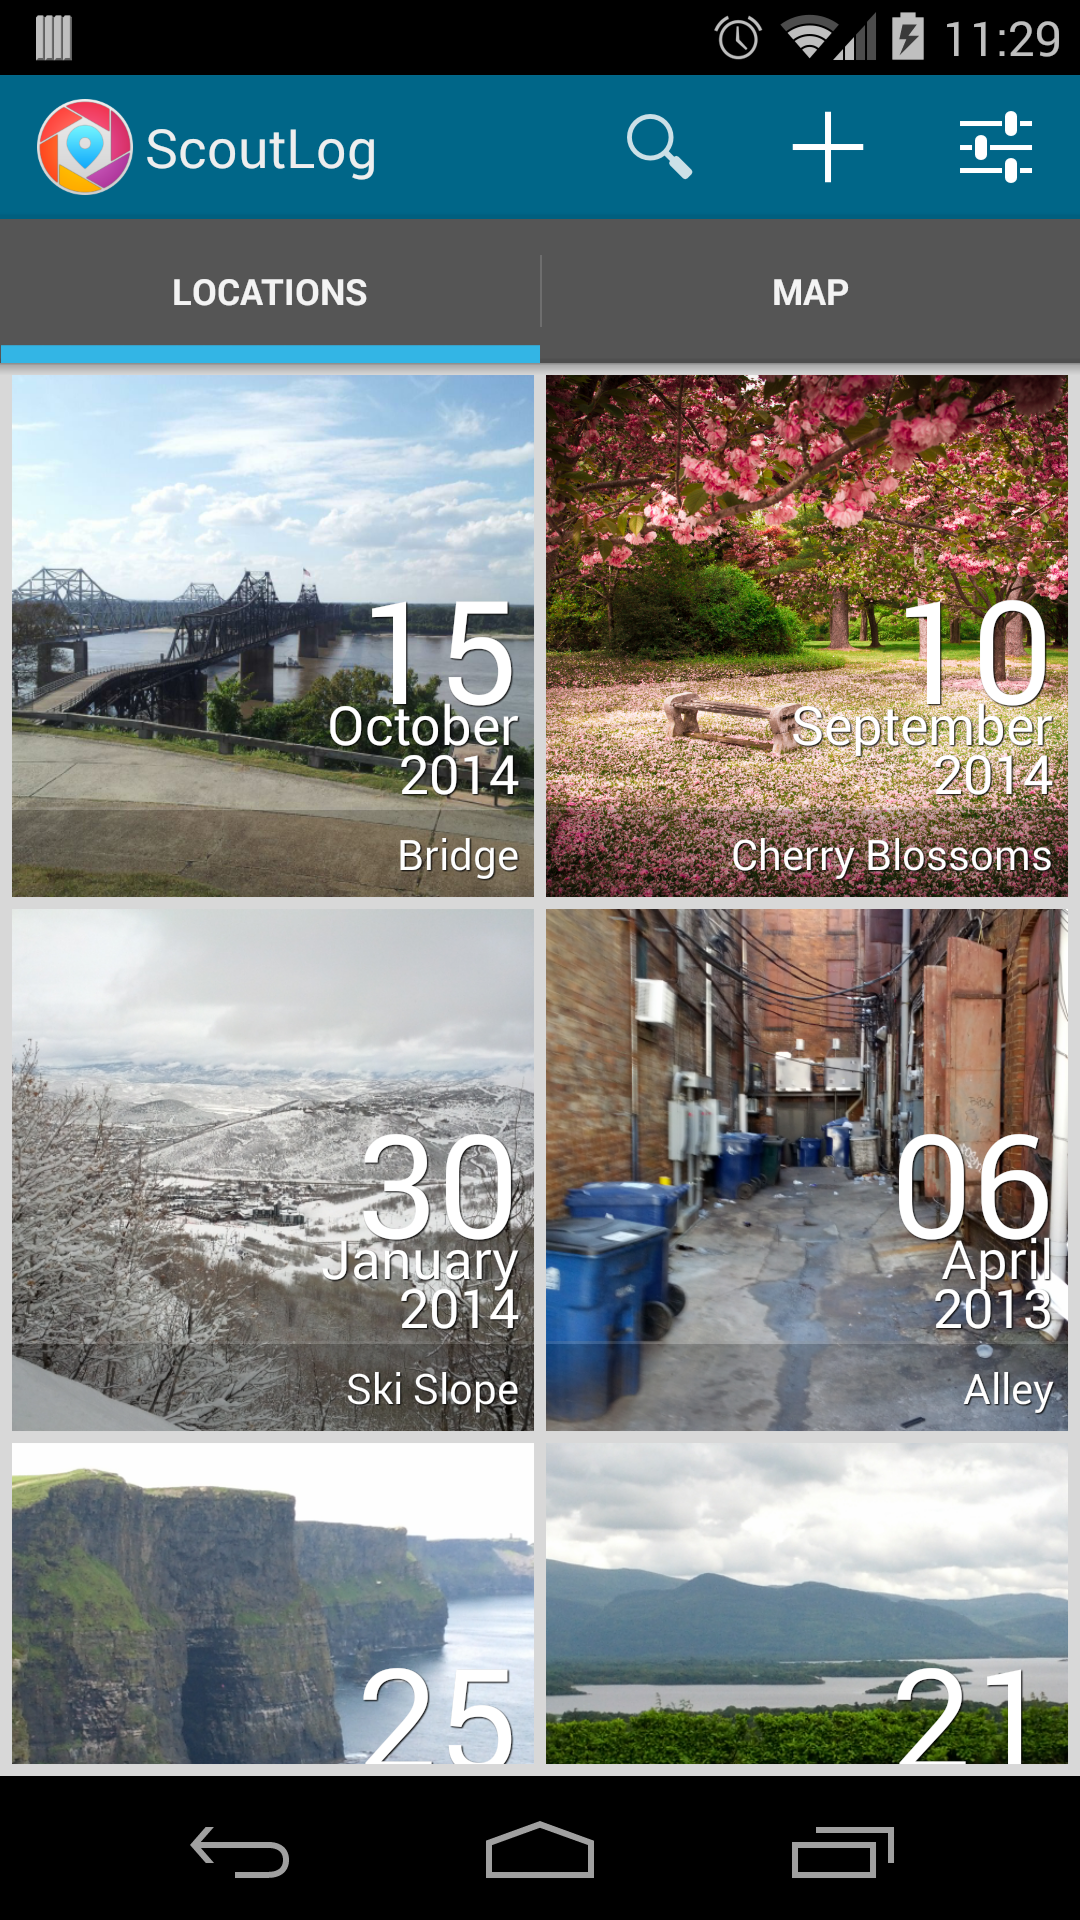 11:29
ScoutLog
LOCATIONS
MAP
15
October
2014
Bridge
10
September
2014
Cherry Blossoms
30
January
2014
Ski Slope
06
April
2013
Alley
25
21